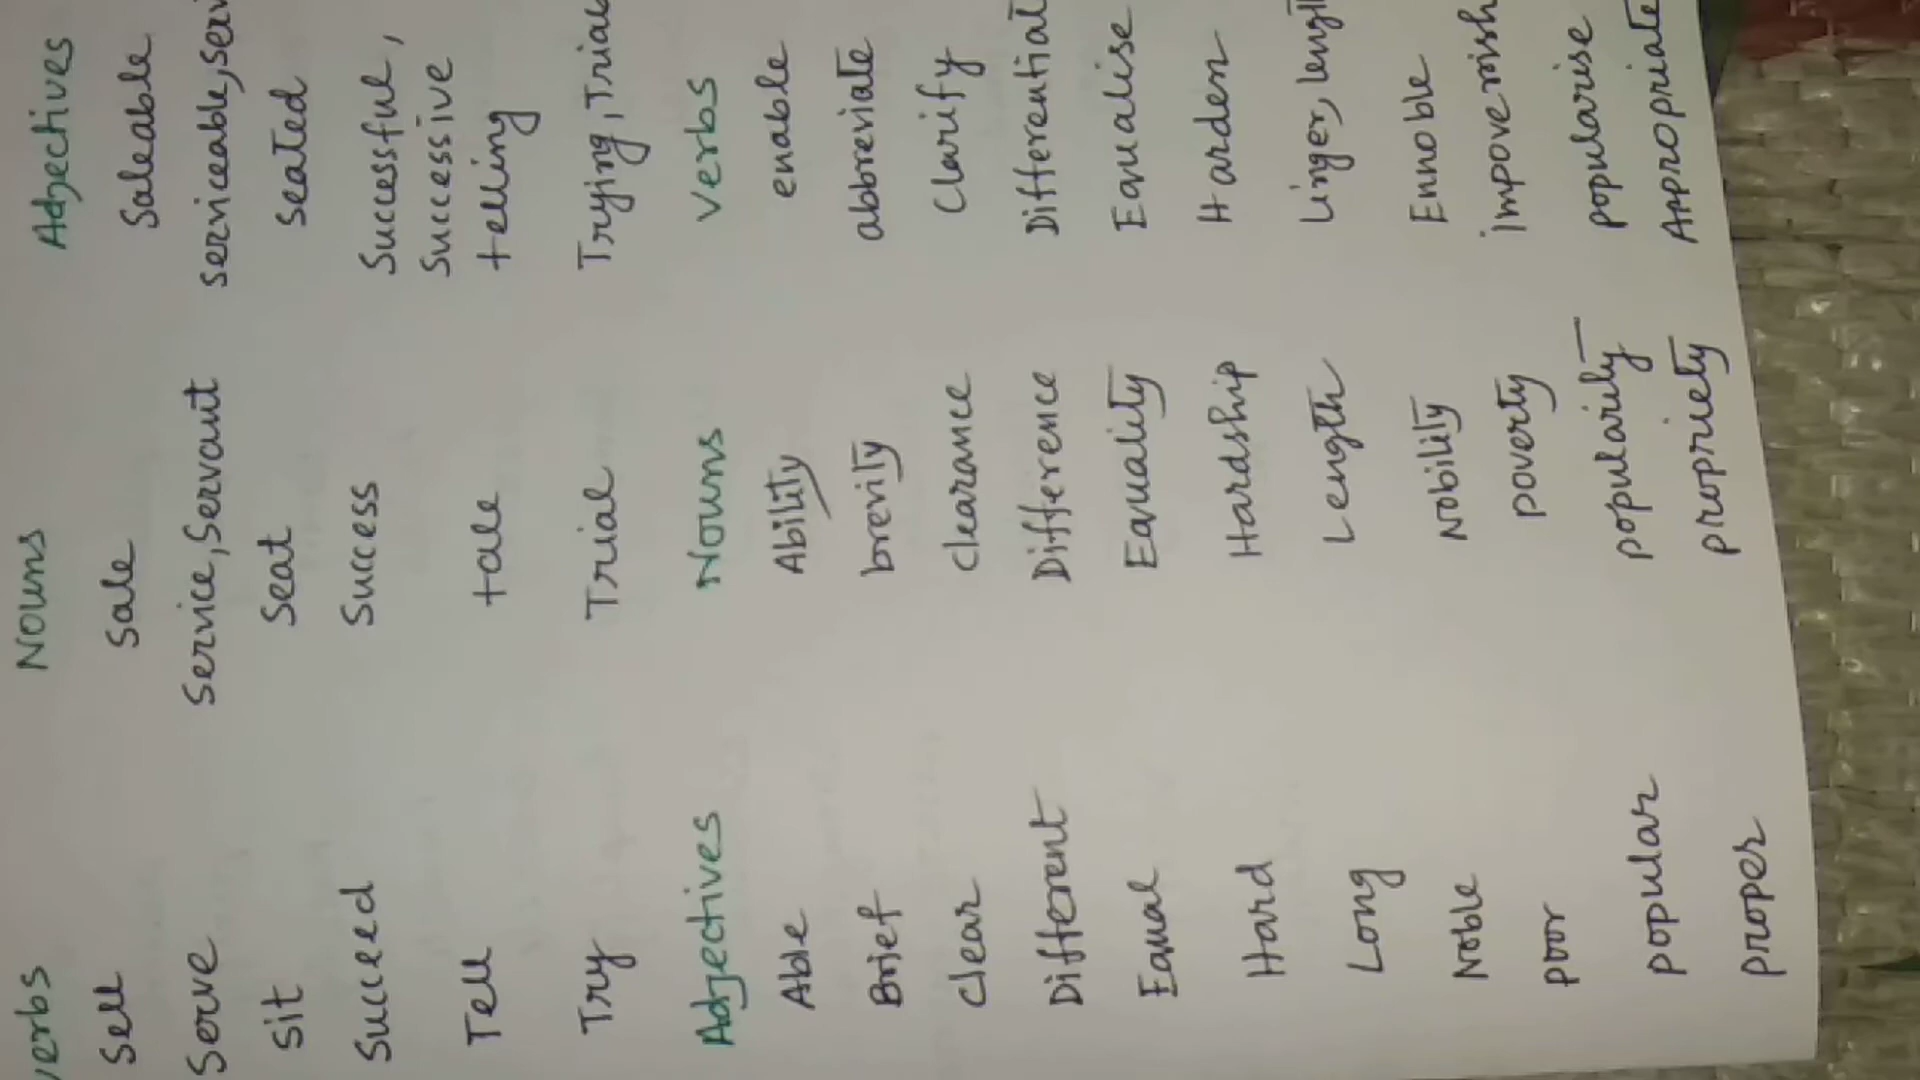 verbs Nouns Adjectives
Sell Sale Saleable
Serve Service, Servant serviceable,
Sit Seat Seated
Succeed Success Successful,
Successive
Tell tale telling
Try Trial Trying, Trial
Adjectives Nouns Verbs
Able Ability enable
Brief brevity abbreviate
Clear Clearance Clarify
Different Difference Differentiat
Equal Equality Equalise
Hard Hardship Harden
Long Length Linger,
Noble Nobility Ennoble
poor poverty impoverish
popular popularity popularise
proper propriety Appropriate